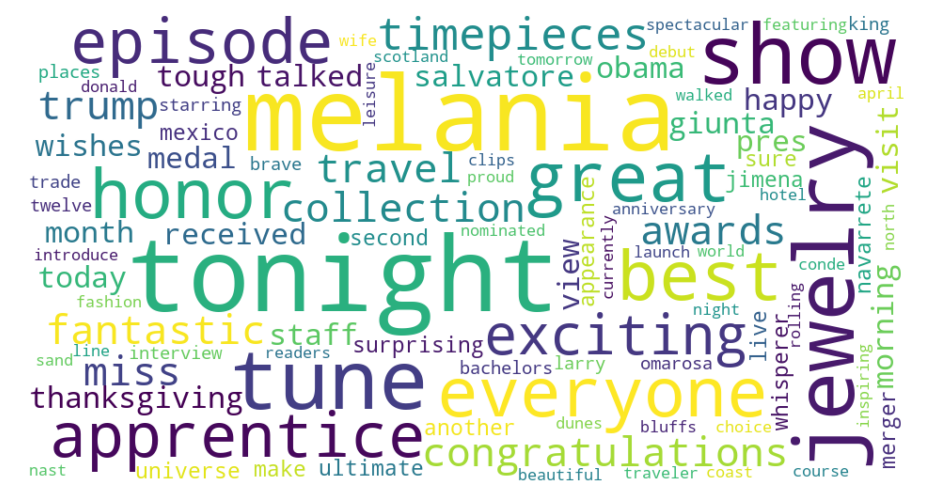 episode wife timepieces spectacular featuring king
show
scotland tomorrow debut
places tough talked salvatore obama
donald
trump starring melania leisure walked happy april
wishes mexico giunta visit
medal brave travel clips great pres
sure
trade honor proud jimena
twelve collection hotel navarrete
month received second nominated appearance anniversary awards north
introduce tonight currently jewelry
today view launch world best conde morning
fashion night
fantastic staff surprising exciting live rolling
sand line interview readers
miss tune bachelors larry omarosa whisperer inspiring
thanksgiving everyone merger
apprentice another dunes bluffs choice
congratulations
nast universe make ultimate beautiful traveler coast course